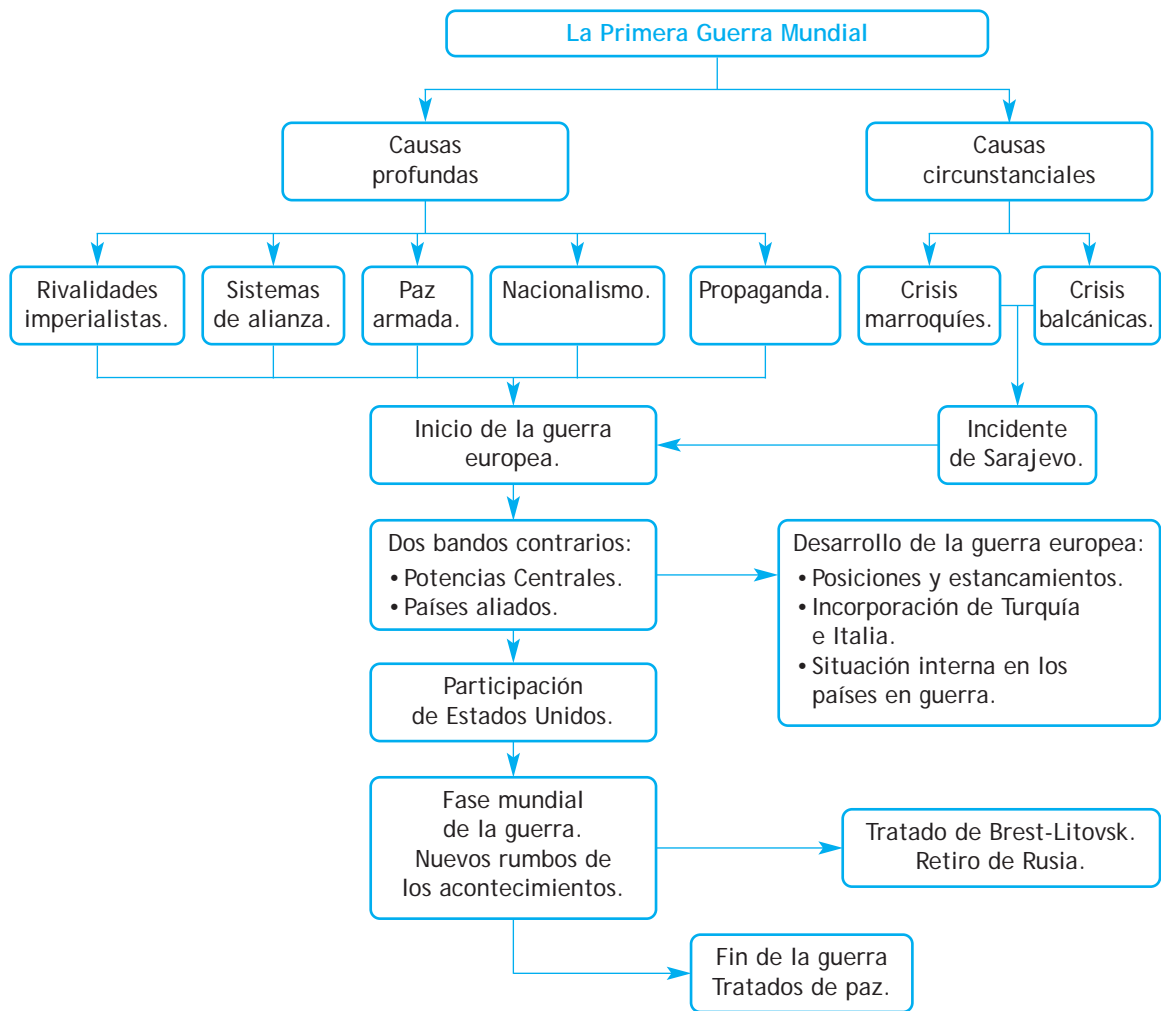 La Primera Guerra Mundial
Causas
profundas
Causas
circunstanciales
Rivalidades
imperialistas.
Sistemas
de alianza.
Paz
armada.
Nacionalismo.
Propaganda.
Crisis
marroquíes.
Crisis
balcánicas.
Inicio de la guerra
europea.
Incidente
de Sarajevo.
Dos bandos contrarios:
• Potencias Centrales.
• Países aliados.
Desarrollo de la guerra europea:
• Posiciones y estancamientos.
• Incorporación de Turquía
e Italia.
• Situación interna en los
países en guerra.
Participación
de Estados Unidos.
Fase mundial
de la guerra.
Nuevos rumbos de
los acontecimientos.
Tratado de Brest-Litovsk.
Retiro de Rusia.
Fin de la guerra
Tratados de paz.